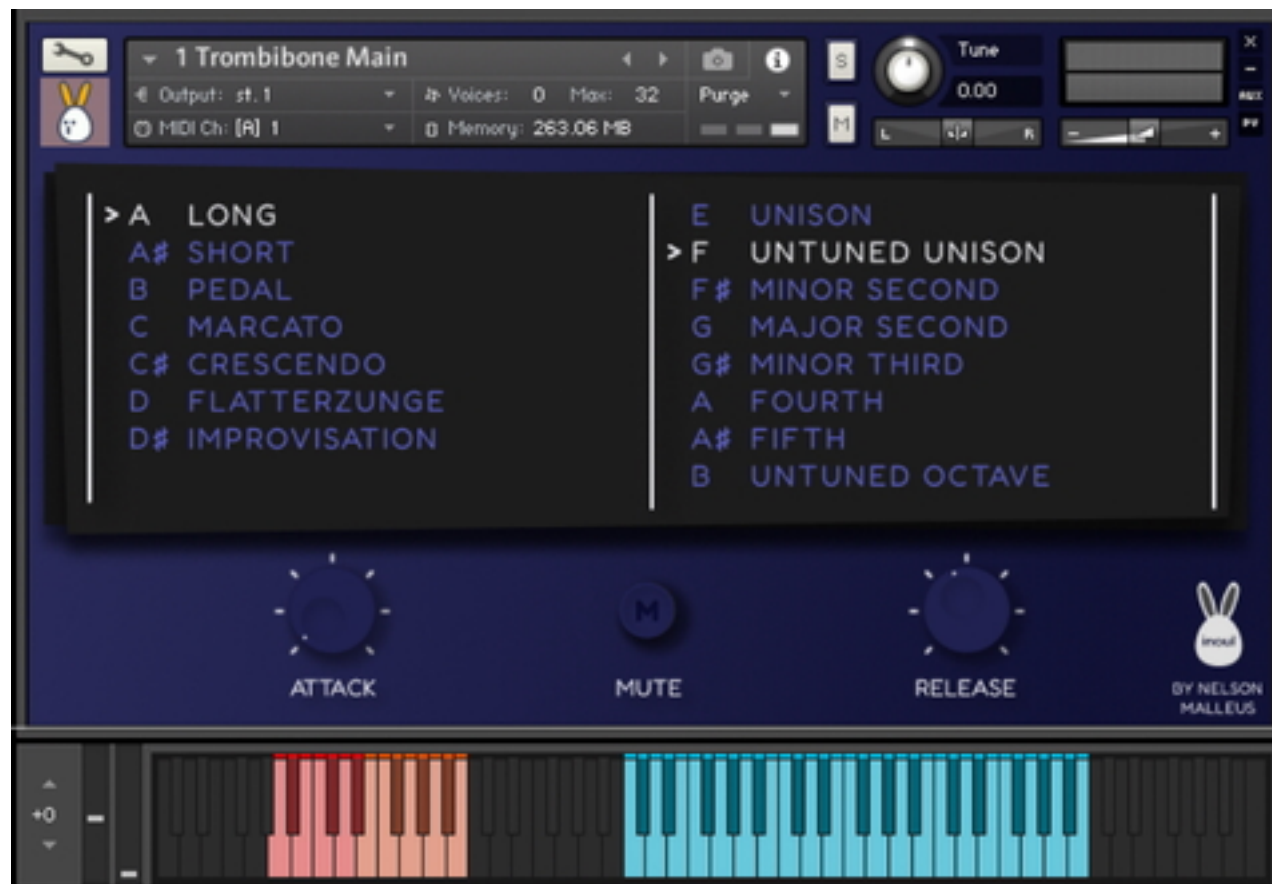 1 Trombibone Main
Output: st. 1
Voices: 0 Max: 32
Purge
MIDI Ch: [A] 1
Memory: 263.06 MB
S
M
Tune
0.00
L
R
-
+
X
-
AUX
PV
> A LONG
A# SHORT
B PEDAL
C MARCATO
C# CRESCENDO
D FLATTERZUNGE
D# IMPROVISATION
E UNISON
> F UNTUNED UNISON
F# MINOR SECOND
G MAJOR SECOND
G# MINOR THIRD
A FOURTH
A# FIFTH
B UNTUNED OCTAVE
ATTACK
M
MUTE
RELEASE
inoui
BY NELSON
MALLEUS
+0